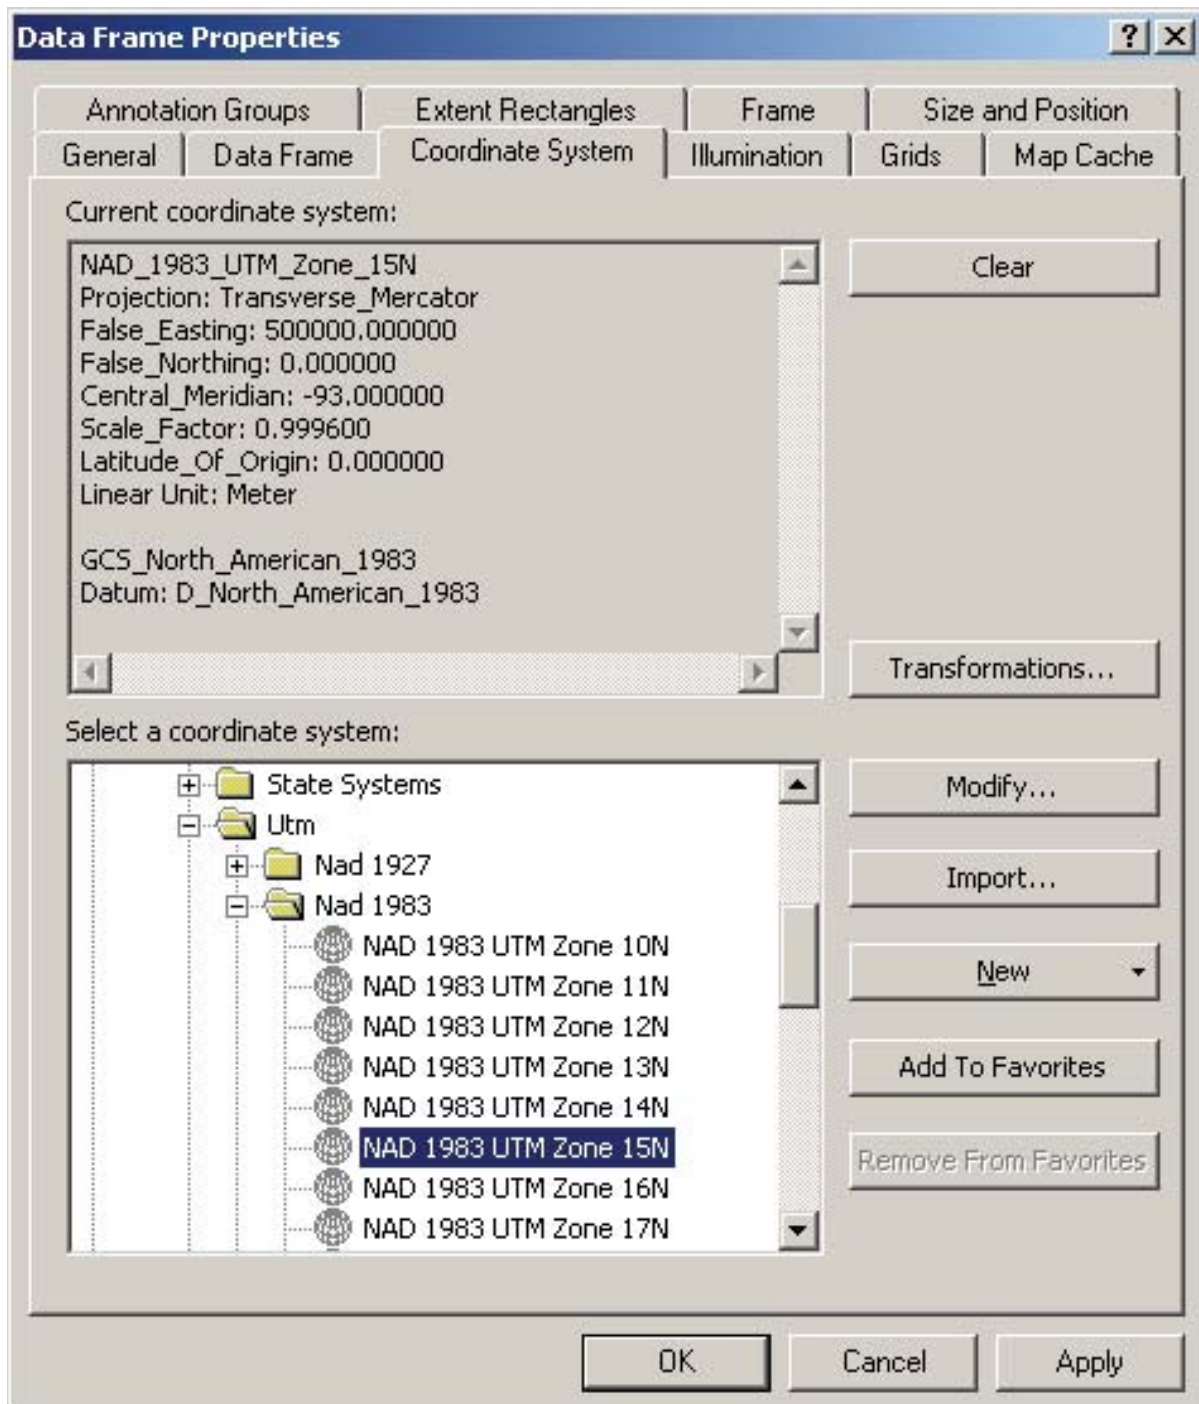 Data Frame Properties
Annotation Groups Extent Rectangles Frame Size and Position
General Data Frame Coordinate System Illumination Grids Map Cache
Current coordinate system:
NAD_1983_UTM_Zone_15N
Projection: Transverse_Mercator
False_Easting: 500000.000000
False_Northing: 0.000000
Central_Meridian: -93.000000
Scale_Factor: 0.999600
Latitude_Of_Origin: 0.000000
Linear Unit: Meter
GCS_North_American_1983
Datum: D_North_American_1983
Clear
Transformations...
Select a coordinate system:
State Systems
Utm
Nad 1927
Nad 1983
NAD 1983 UTM Zone 10N
NAD 1983 UTM Zone 11N
NAD 1983 UTM Zone 12N
NAD 1983 UTM Zone 13N
NAD 1983 UTM Zone 14N
NAD 1983 UTM Zone 15N
NAD 1983 UTM Zone 16N
NAD 1983 UTM Zone 17N
Modify...
Import...
New
Add To Favorites
Remove From Favorites
OK Cancel Apply